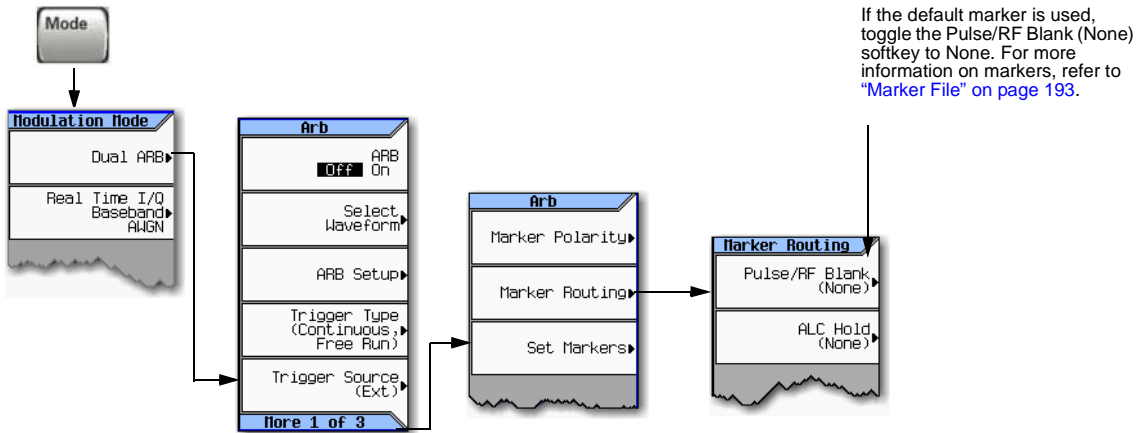 Mode
If the default marker is used,
toggle the Pulse/RF Blank (None)
softkey to None. For more
information on markers, refer to
“Marker File” on page 193.
Modulation Mode
Dual ARB
Real Time I/Q
Baseband
AWGN
Arb
ARB
Off On
Select
Waveform
ARB Setup
Trigger Type
(Continuous,
Free Run)
Trigger Source
(Ext)
More 1 of 3
Arb
Marker Polarity
Marker Routing
Set Markers
Marker Routing
Pulse/RF Blank
(None)
ALC Hold
(None)